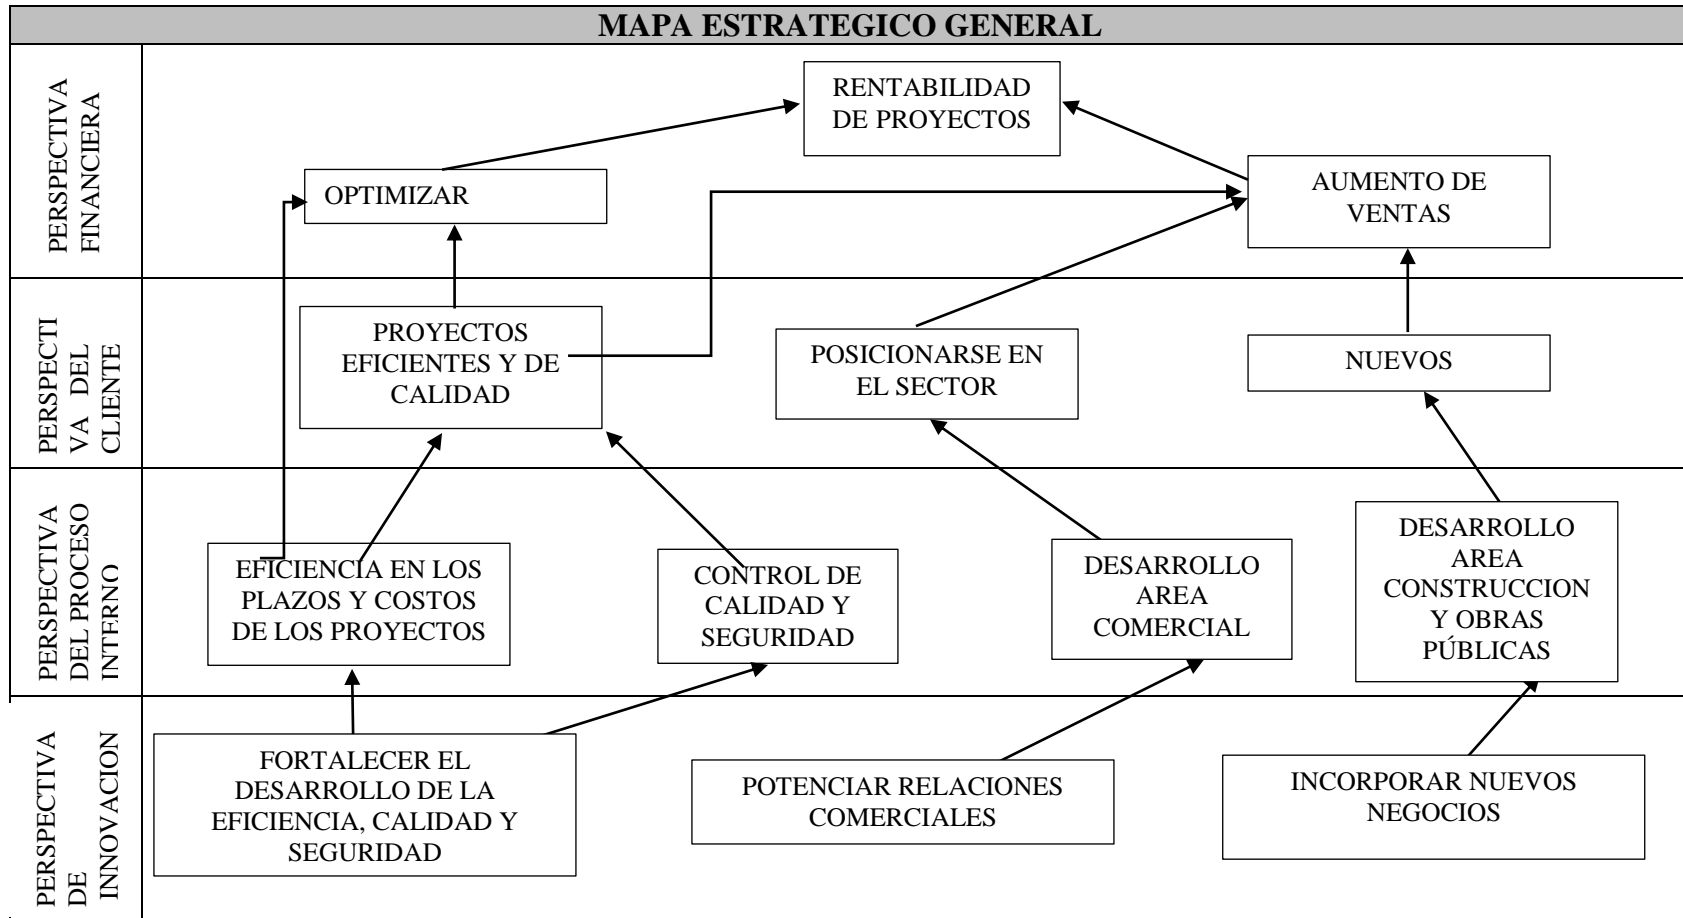 MAPA ESTRATEGICO GENERAL
PERSPECTIVA
FINANCIERA
RENTABILIDAD
DE PROYECTOS
OPTIMIZAR
AUMENTO DE
VENTAS
PERSPECTI
VA DEL
CLIENTE
PROYECTOS
EFICIENTES Y DE
CALIDAD
POSICIONARSE EN
EL SECTOR
NUEVOS
PERSPECTIVA
DEL PROCESO
INTERNO
EFICIENCIA EN LOS
PLAZOS Y COSTOS
DE LOS PROYECTOS
CONTROL DE
CALIDAD Y
SEGURIDAD
DESARROLLO
AREA
COMERCIAL
DESARROLLO
AREA
CONSTRUCCION
Y OBRAS
PÚBLICAS
PERSPECTIVA
DE
INNOVACION
FORTALECER EL
DESARROLLO DE LA
EFICIENCIA, CALIDAD Y
SEGURIDAD
POTENCIAR RELACIONES
COMERCIALES
INCORPORAR NUEVOS
NEGOCIOS